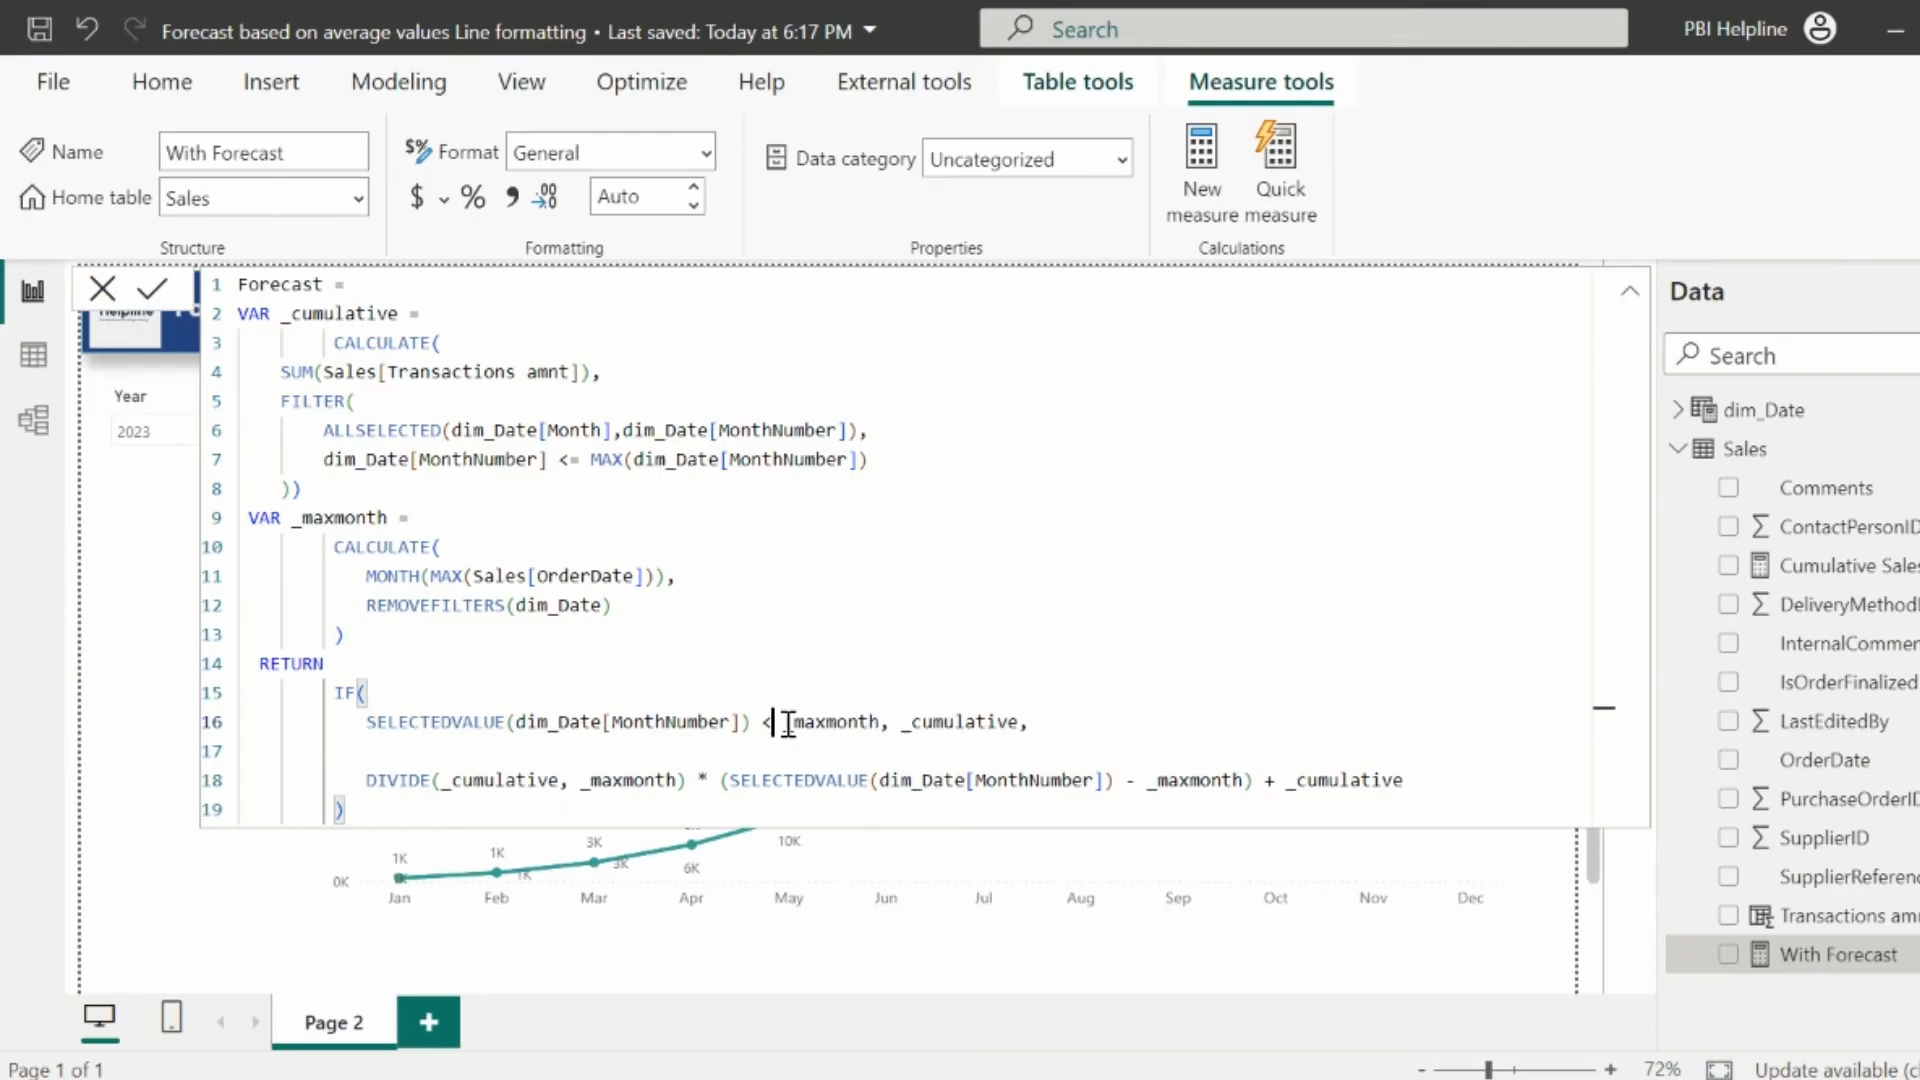 Forecast based on average values Line formatting • Last saved: Today at 6:17 PM
Search
PBI Helpline
File Home Insert Modeling View Optimize Help External tools Table tools Measure tools
Name With Forecast
Home table Sales
Structure
$% Format General
$ % , .00 Auto
Formatting
Data category Uncategorized
Properties
New measure
Quick measure
Calculations
1 Forecast =
2 VAR _cumulative =
3 CALCULATE(
4 SUM(Sales[Transactions amnt]),
5 FILTER(
6 ALLSELECTED(dim_Date[Month],dim_Date[MonthNumber]),
7 dim_Date[MonthNumber] <= MAX(dim_Date[MonthNumber])
8 ))
9 VAR _maxmonth =
10 CALCULATE(
11 MONTH(MAX(Sales[OrderDate])),
12 REMOVEFILTERS(dim_Date)
13 )
14 RETURN
15 IF(
16 SELECTEDVALUE(dim_Date[MonthNumber]) < _maxmonth, _cumulative,
17
18 DIVIDE(_cumulative, _maxmonth) * (SELECTEDVALUE(dim_Date[MonthNumber]) - _maxmonth) + _cumulative
19 )
Helpline
Year
2023
1K 1K 3K 3K 6K 10K
1K
0K
Jan Feb Mar Apr May Jun Jul Aug Sep Oct Nov Dec
Data
Search
dim_Date
Sales
Comments
ContactPersonID
Cumulative Sales
DeliveryMethodI
InternalCommen
IsOrderFinalized
LastEditedBy
OrderDate
PurchaseOrderID
SupplierID
SupplierReferenc
Transactions amn
With Forecast
Page 2
+
Page 1 of 1
- + 72%
Update available (c